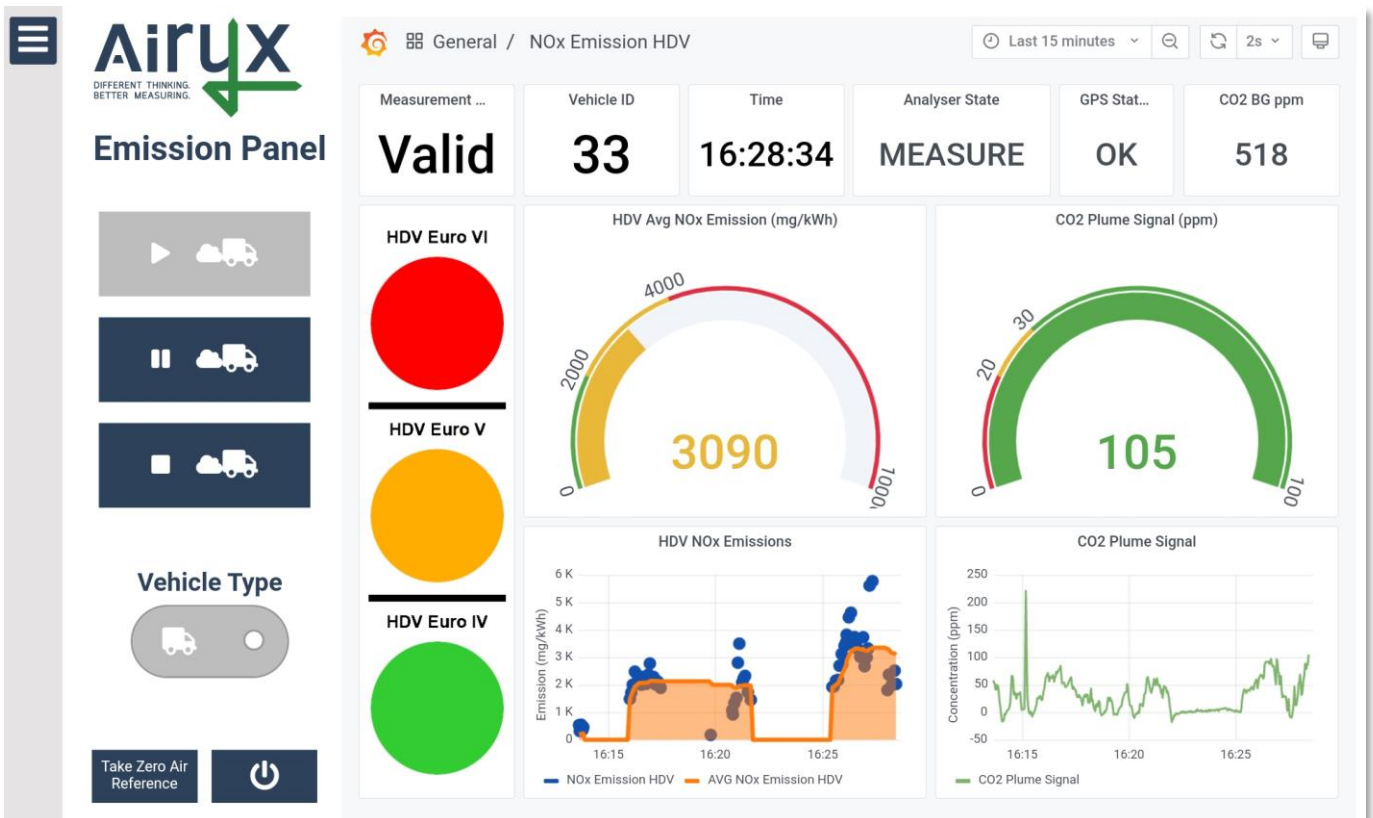 Airyx
DIFFERENT THINKING.
BETTER MEASURING.
Emission Panel
Vehicle Type
Take Zero Air
Reference
General / NOx Emission HDV
Last 15 minutes
2s
Measurement ...
Valid
Vehicle ID
33
Time
16:28:34
Analyser State
MEASURE
GPS Stat...
OK
CO2 BG ppm
518
HDV Euro VI
HDV Euro V
HDV Euro IV
HDV Avg NOx Emission (mg/kWh)
0
2000
4000
1000
3090
CO2 Plume Signal (ppm)
0
20
30
100
105
HDV NOx Emissions
Emission (mg/kWh)
6 K
5 K
4 K
3 K
2 K
1 K
0
16:15 16:20 16:25
NOx Emission HDV AVG NOx Emission HDV
CO2 Plume Signal
Concentration (ppm)
250
200
150
100
50
0
-50
16:15 16:20 16:25
CO2 Plume Signal